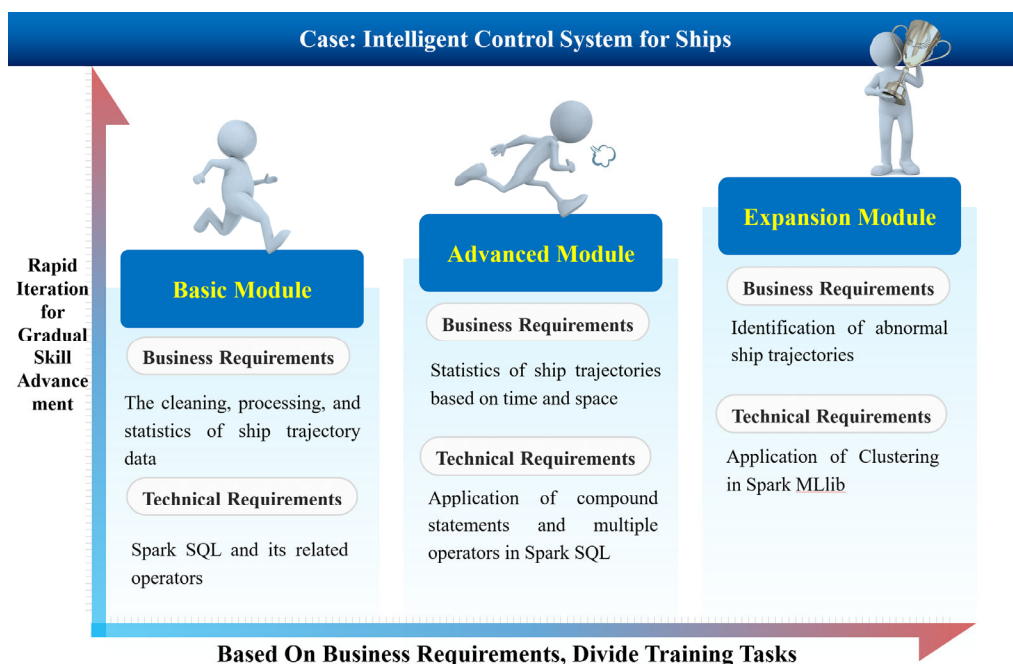 Case: Intelligent Control System for Ships
Rapid
Iteration
for
Gradual
Skill
Advance
ment
Basic Module
Business Requirements
The cleaning, processing, and
statistics of ship trajectory
data
Technical Requirements
Spark SQL and its related
operators
Advanced Module
Business Requirements
Statistics of ship trajectories
based on time and space
Technical Requirements
Application of compound
statements and multiple
operators in Spark SQL
Expansion Module
Business Requirements
Identification of abnormal
ship trajectories
Technical Requirements
Application of Clustering
in Spark MLlib
Based On Business Requirements, Divide Training Tasks